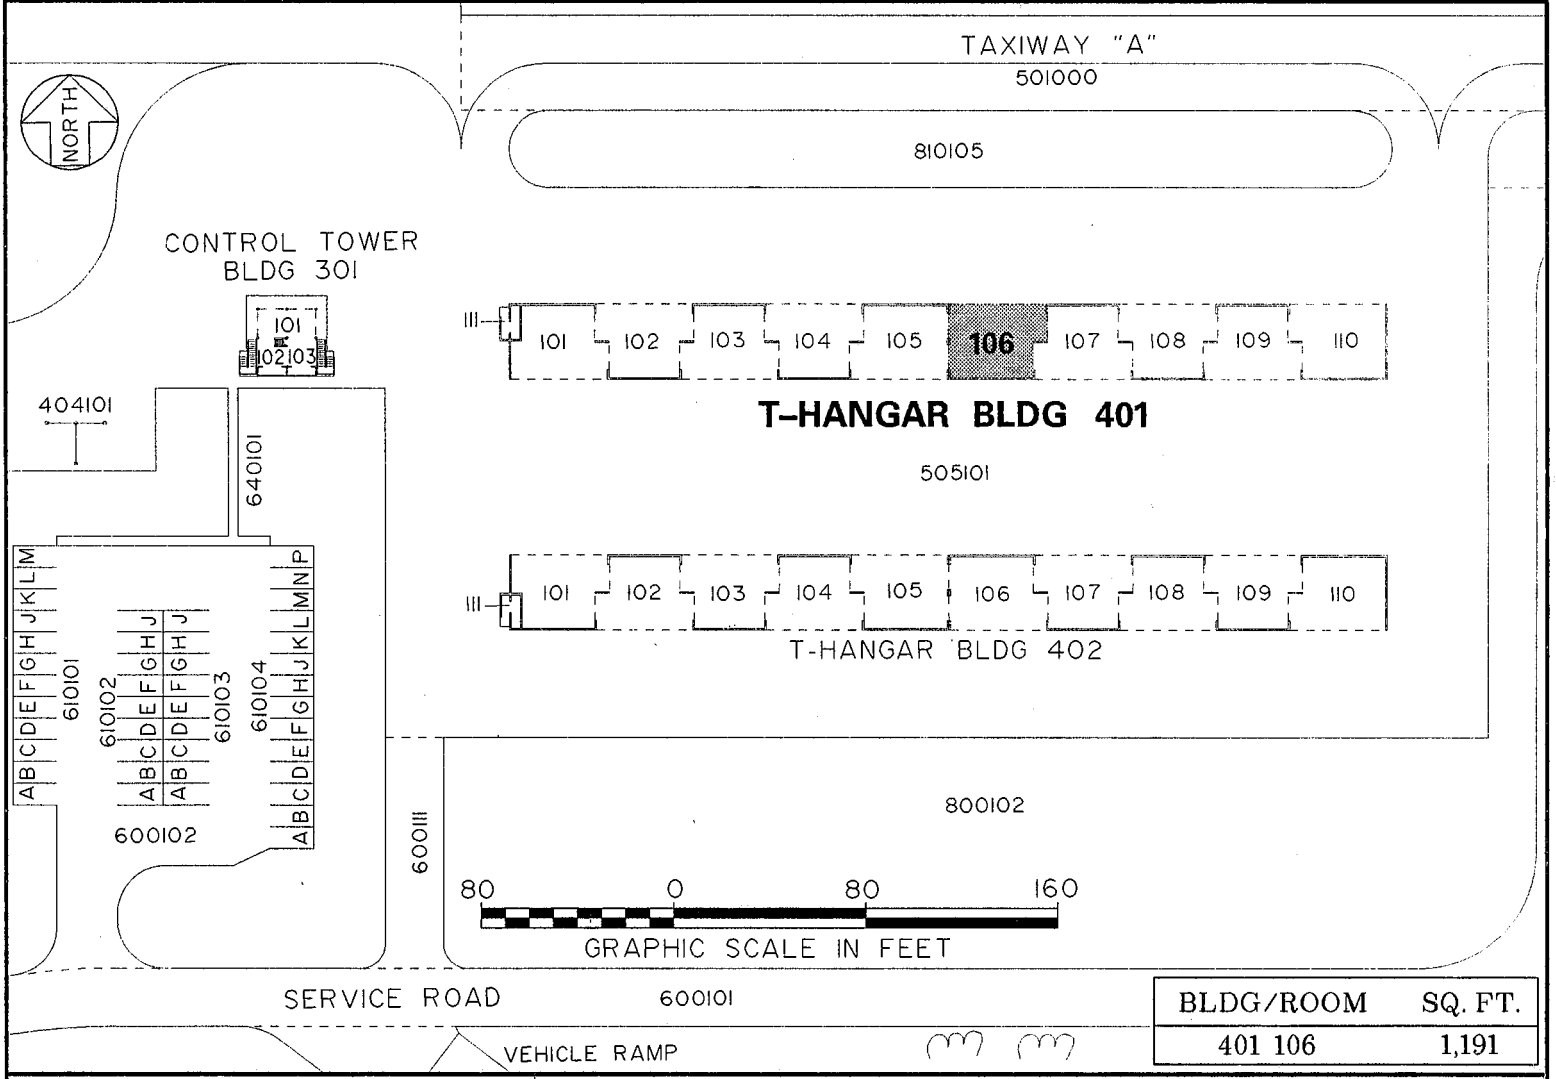 TAXIWAY "A"
501000
NORTH
810105
CONTROL TOWER
BLDG 301
101
102 103
111
101 102 103 104 105 106 107 108 109 110
T-HANGAR BLDG 401
404101
640101
505101
111
101 102 103 104 105 106 107 108 109 110
T-HANGAR BLDG 402
A B C D E F G H J K L M
610101
610102
A B C D E F G H J
A B C D E F G H J
610103
610104
A B C D E F G H J K L M N P
600102
600111
800102
80 0 80 160
GRAPHIC SCALE IN FEET
SERVICE ROAD
600101
VEHICLE RAMP
BLDG/ROOM SQ. FT.
401 106 1,191